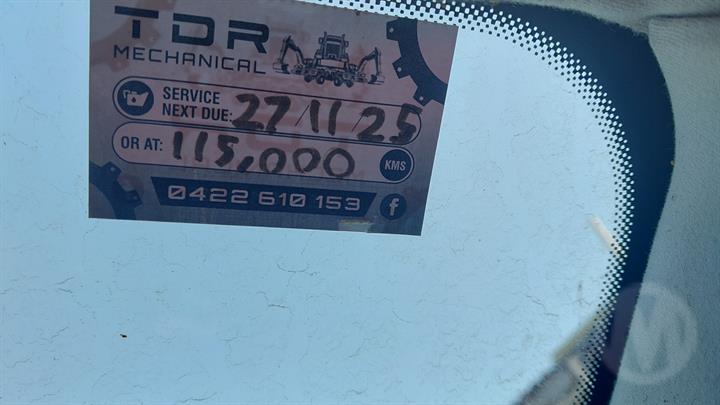 TDR
MECHANICAL
SERVICE
NEXT DUE: 27/11/25
OR AT: 115,000 KMS
0422 610 153 f
M